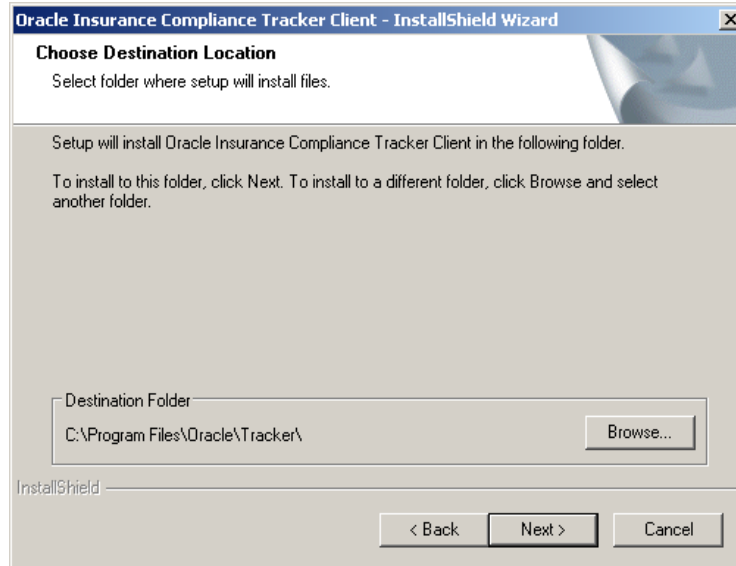 Oracle Insurance Compliance Tracker Client - InstallShield Wizard
Choose Destination Location
Select folder where setup will install files.
Setup will install Oracle Insurance Compliance Tracker Client in the following folder.
To install to this folder, click Next. To install to a different folder, click Browse and select
another folder.
Destination Folder
C:\Program Files\Oracle\Tracker\
Browse...
InstallShield
< Back
Next >
Cancel